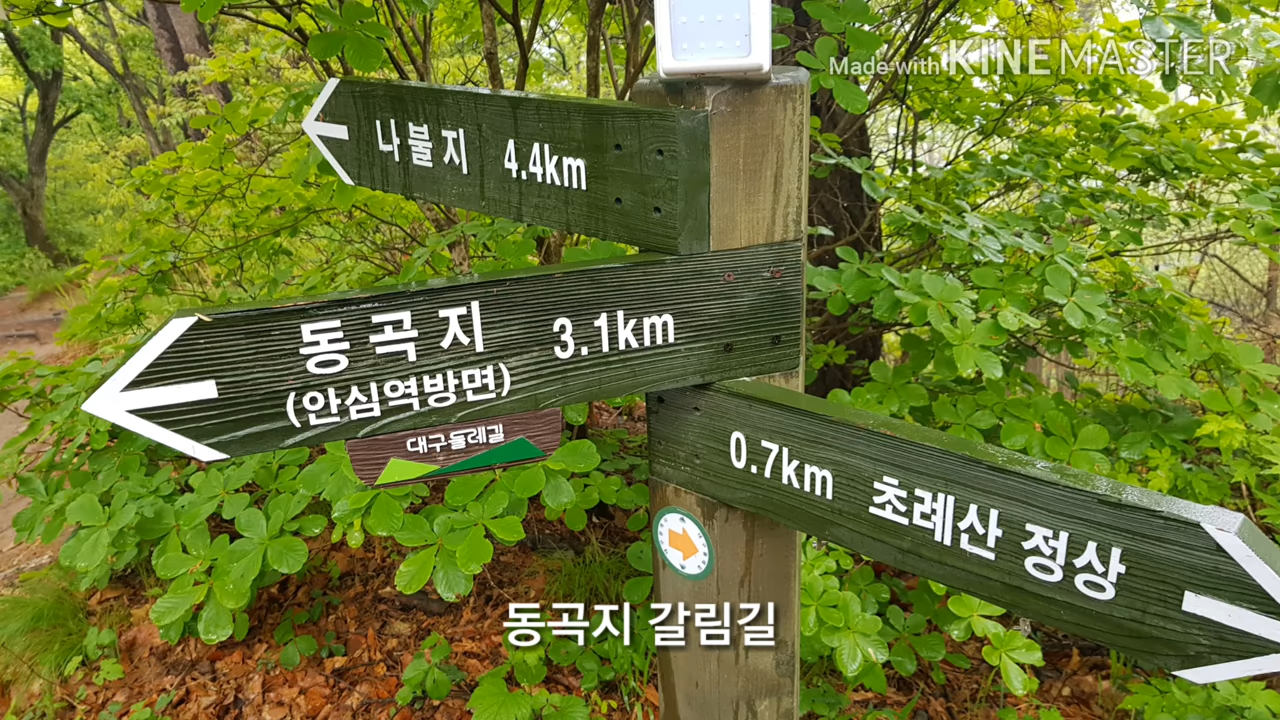 Made with KINEMASTER
나불지 4.4km
동곡지 3.1km
(안심역방면)
대구둘레길
0.7km 초례산 정상
동곡지 갈림길